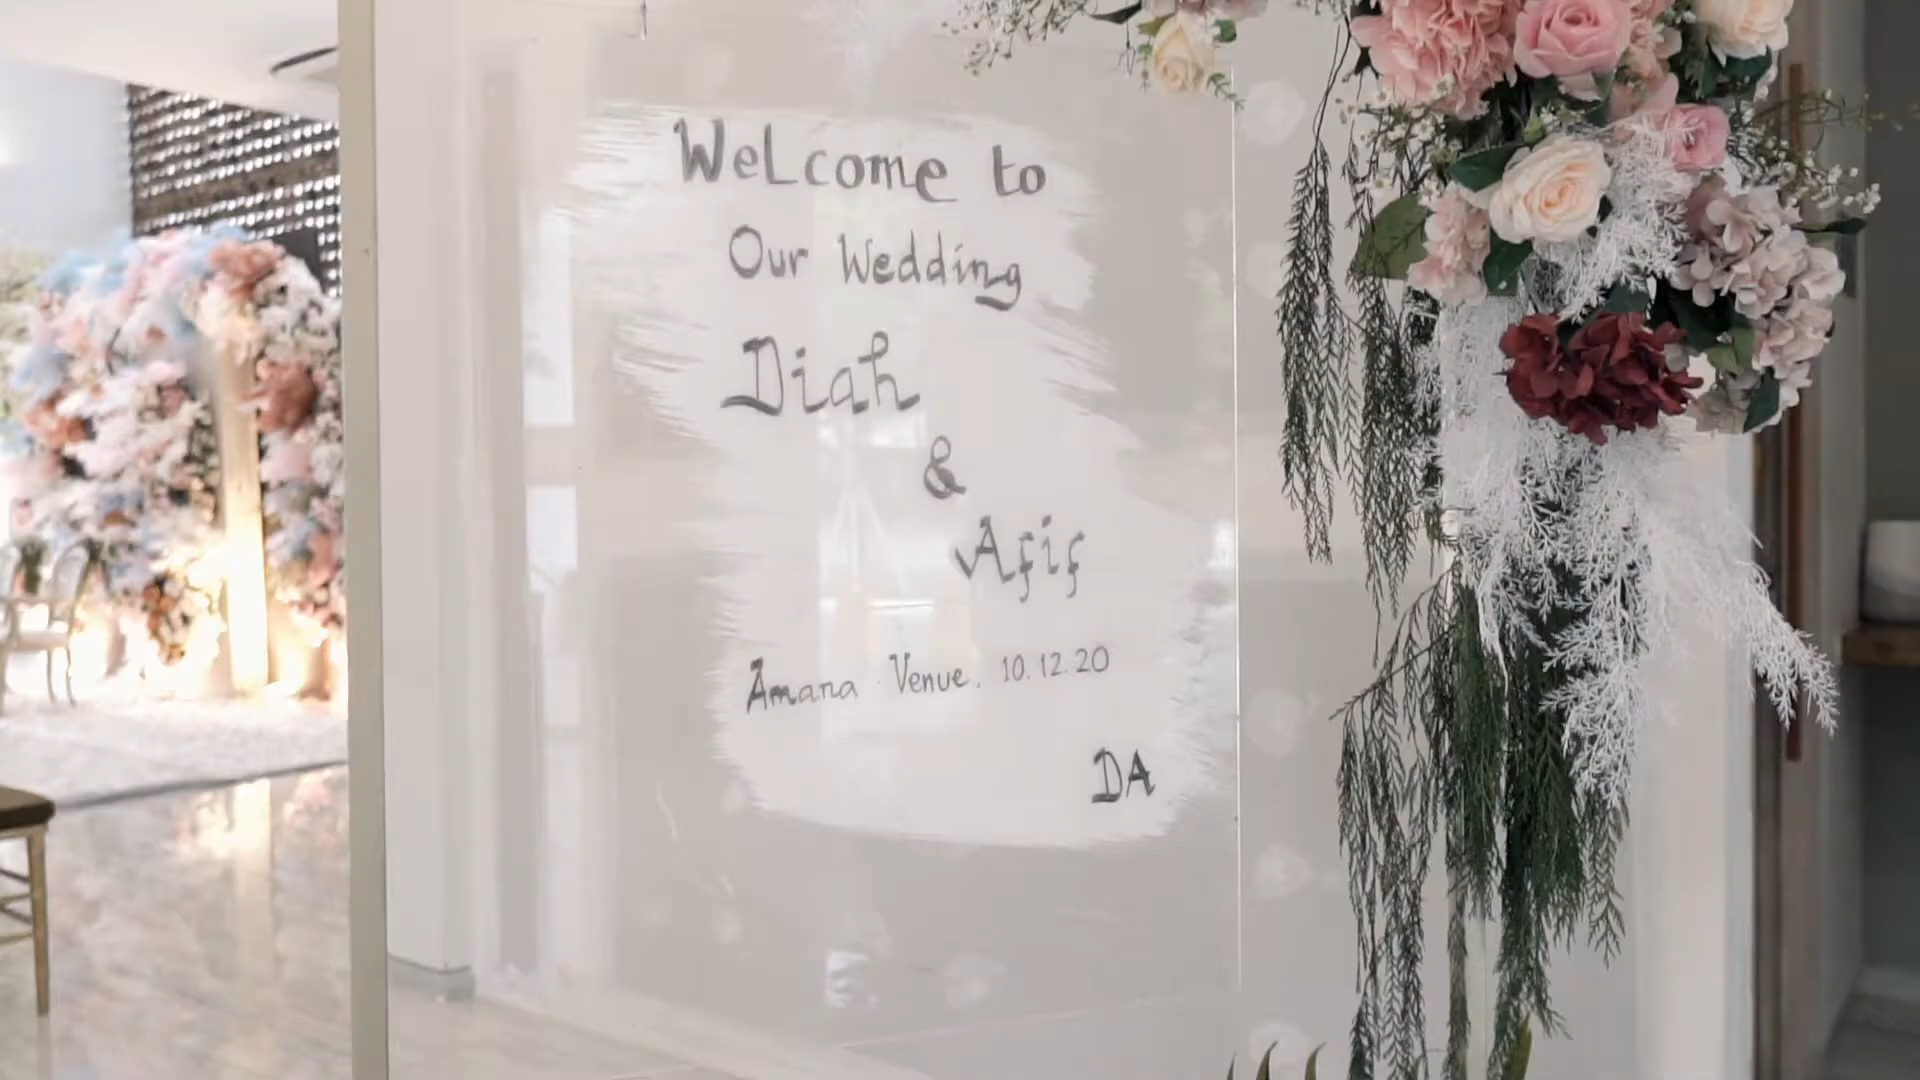 WeLcome to
Our Wedding
Diah
&
Afif
Amana Venue. 10.12.20
DA